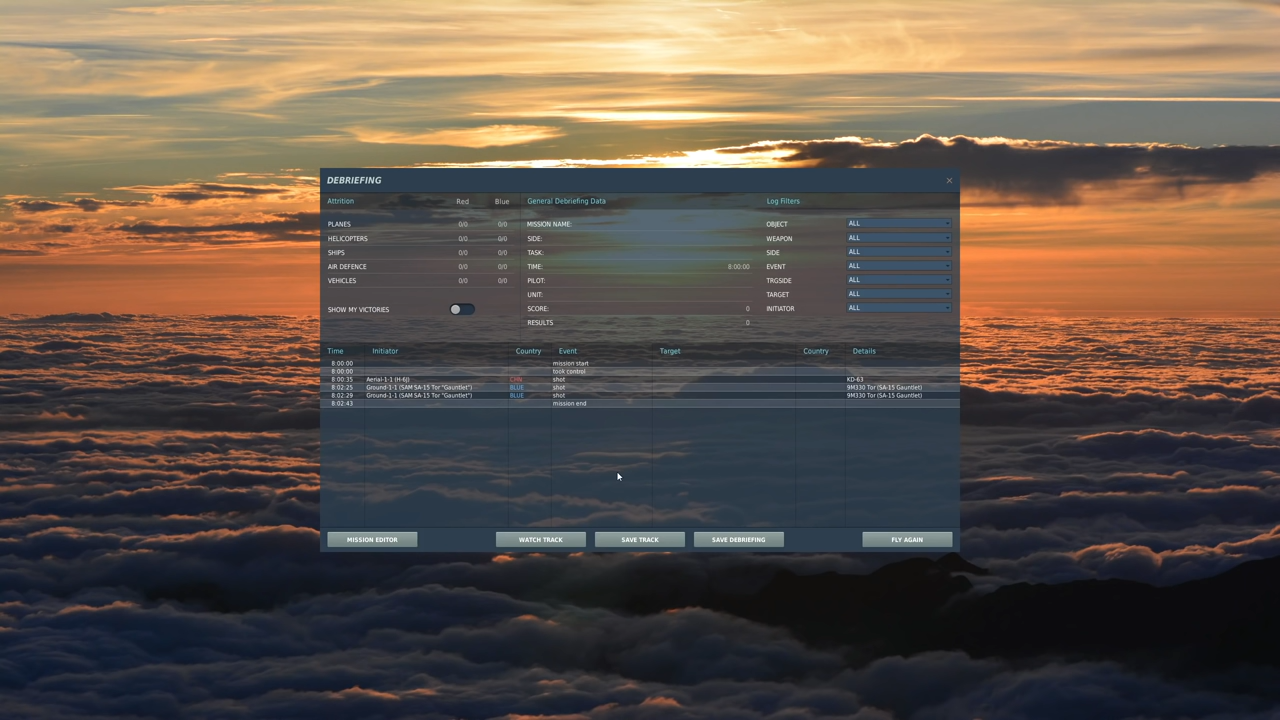 DEBRIEFING
Attrition Red Blue General Debriefing Data Log Filters
PLANES 0/0 0/0 MISSION NAME: OBJECT ALL
HELICOPTERS 0/0 0/0 SIDE: WEAPON ALL
SHIPS 0/0 0/0 TASK: SIDE ALL
AIR DEFENCE 0/0 0/0 TIME: 8:00:00 EVENT ALL
VEHICLES 0/0 0/0 PILOT: TRGSIDE ALL
UNIT: TARGET ALL
SHOW MY VICTORIES SCORE: 0 INITIATOR ALL
RESULTS 0
Time Initiator Country Event Target Country Details
8:00:00 mission start
8:00:00 took control
8:00:35 Aerial-1-1 (H-6J) CHN shot KD-63
8:02:25 Ground-1-1 (SAM SA-15 Tor "Gauntlet") BLUE shot 9M330 Tor (SA-15 Gauntlet)
8:02:29 Ground-1-1 (SAM SA-15 Tor "Gauntlet") BLUE shot 9M330 Tor (SA-15 Gauntlet)
8:02:43 mission end
MISSION EDITOR WATCH TRACK SAVE TRACK SAVE DEBRIEFING FLY AGAIN